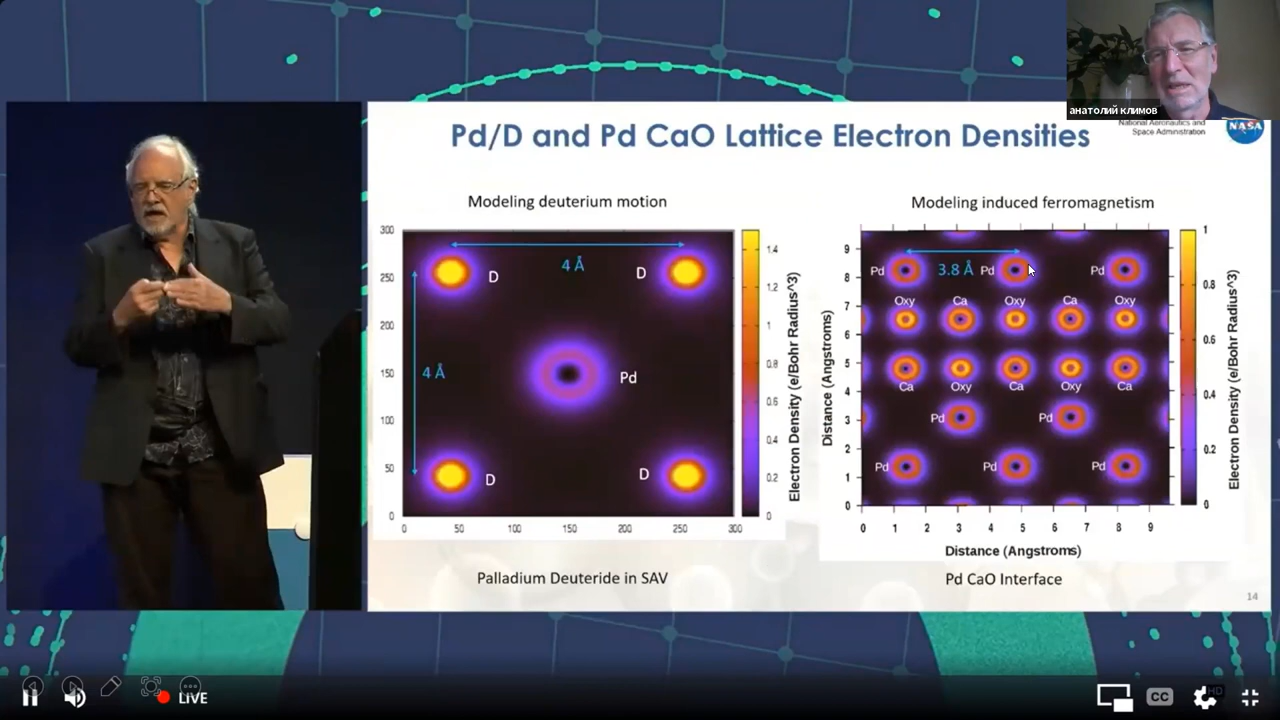 анатолий климов
Pd/D and Pd CaO Lattice Electron Densities
National Aeronautics and
Space Administration
NASA
Modeling deuterium motion
300
250
200
150
100
50
0
0 50 100 150 200 250 300
4 Å
4 Å
D
D
Pd
D
D
1.4
1.2
1
0.8
0.6
0.4
0.2
0
Electron Density (e/Bohr Radius^3)
Palladium Deuteride in SAV
Modeling induced ferromagnetism
Distance (Angstroms)
9
8
7
6
5
4
3
2
1
0
Pd 3.8 Å Pd Pd
Oxy Ca Oxy Ca Oxy
Ca Oxy Ca Oxy Ca
Pd Pd
Pd Pd Pd
0 1 2 3 4 5 6 7 8 9
Distance (Angstroms)
1
0.8
0.6
0.4
0.2
0
Electron Density (e/Bohr Radius^3)
Pd CaO Interface
14
LIVE
CC
HD